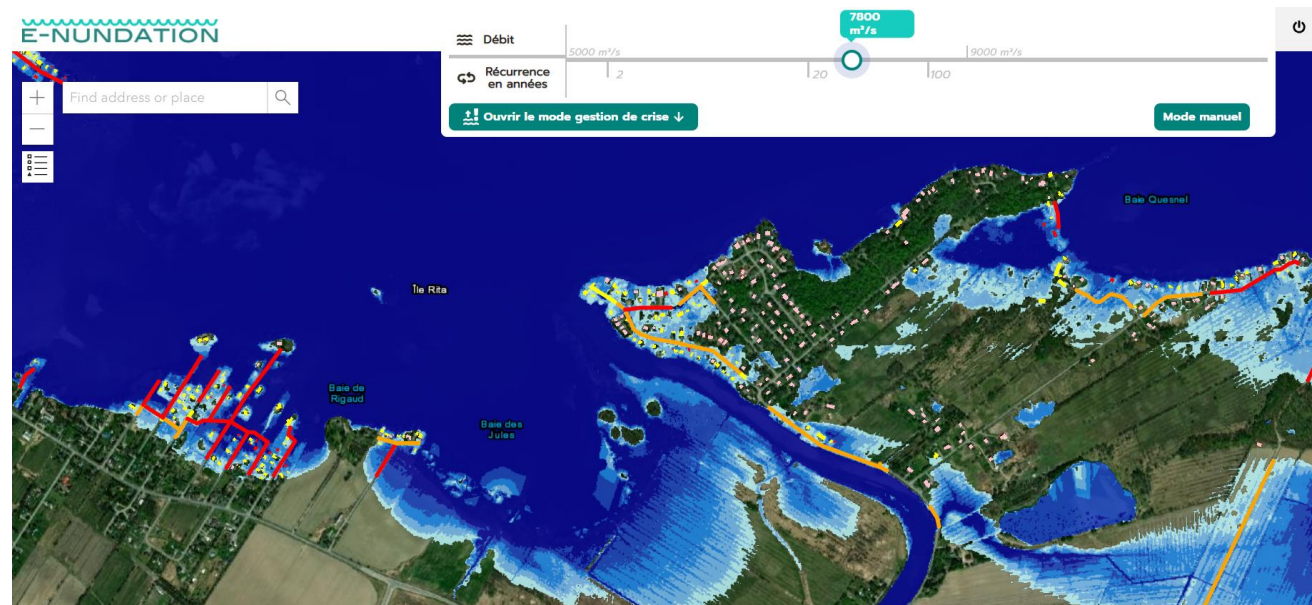 E-NUNDATION
7800
m³/s
Débit
5000 m³/s
9000 m³/s
Récurrence
en années
2
20
100
Find address or place
Ouvrir le mode gestion de crise ↓
Mode manuel
Baie Quesnel
Île Rita
Baie de
Rigaud
Baie des
Jules